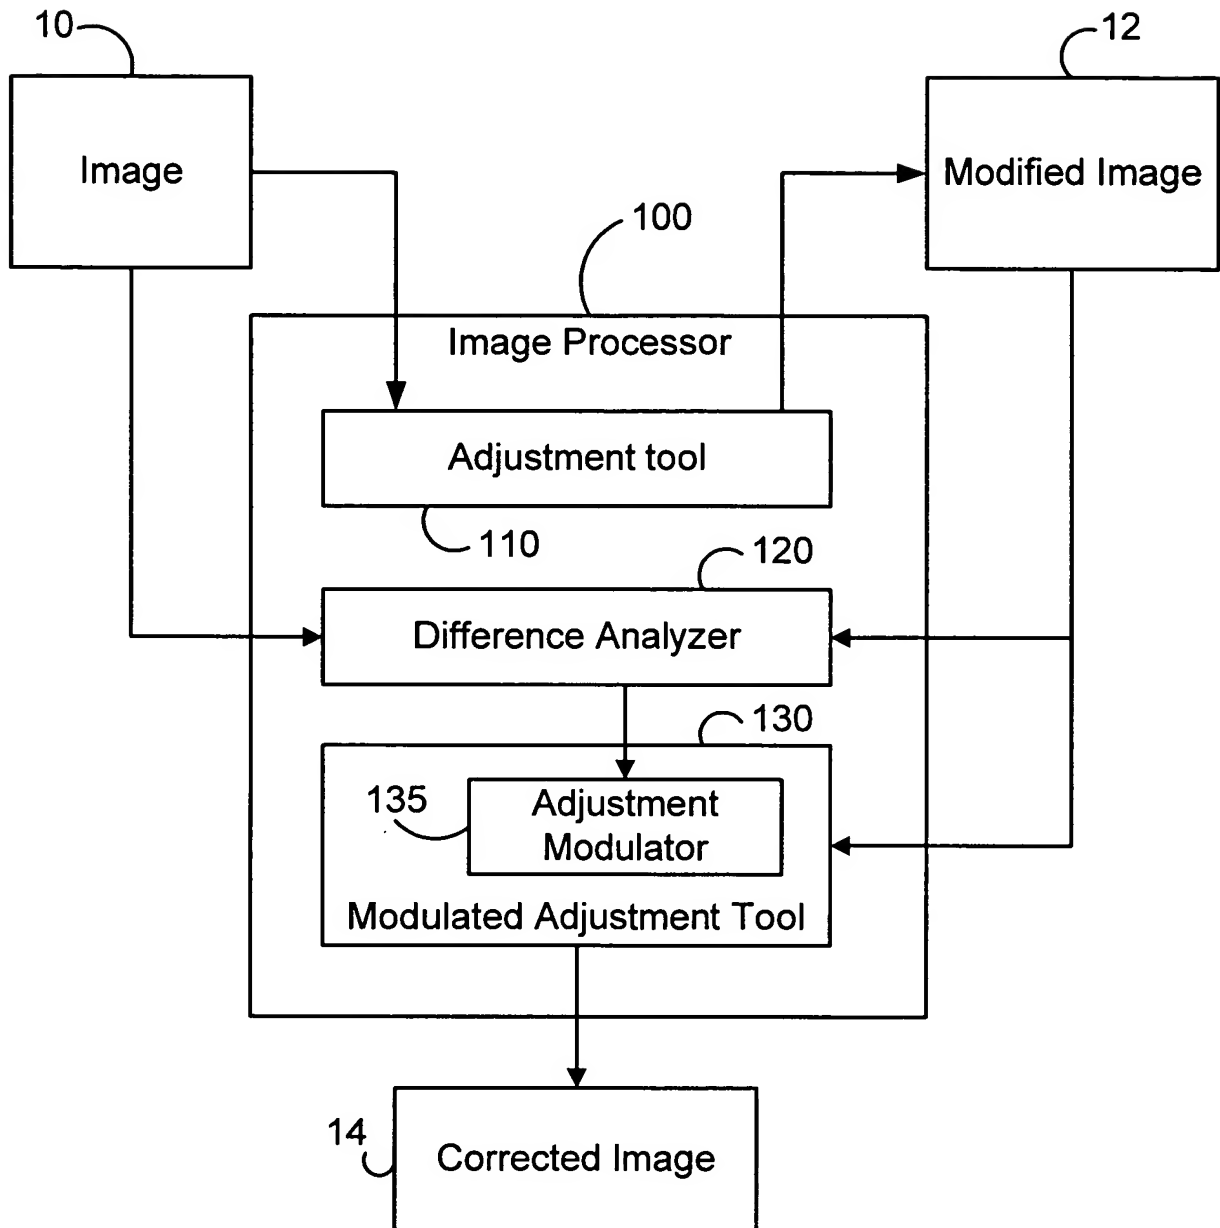 10
12
Image
Modified Image
100
Image Processor
Adjustment tool
110
120
Difference Analyzer
130
135
Adjustment
Modulator
Modulated Adjustment Tool
14
Corrected Image